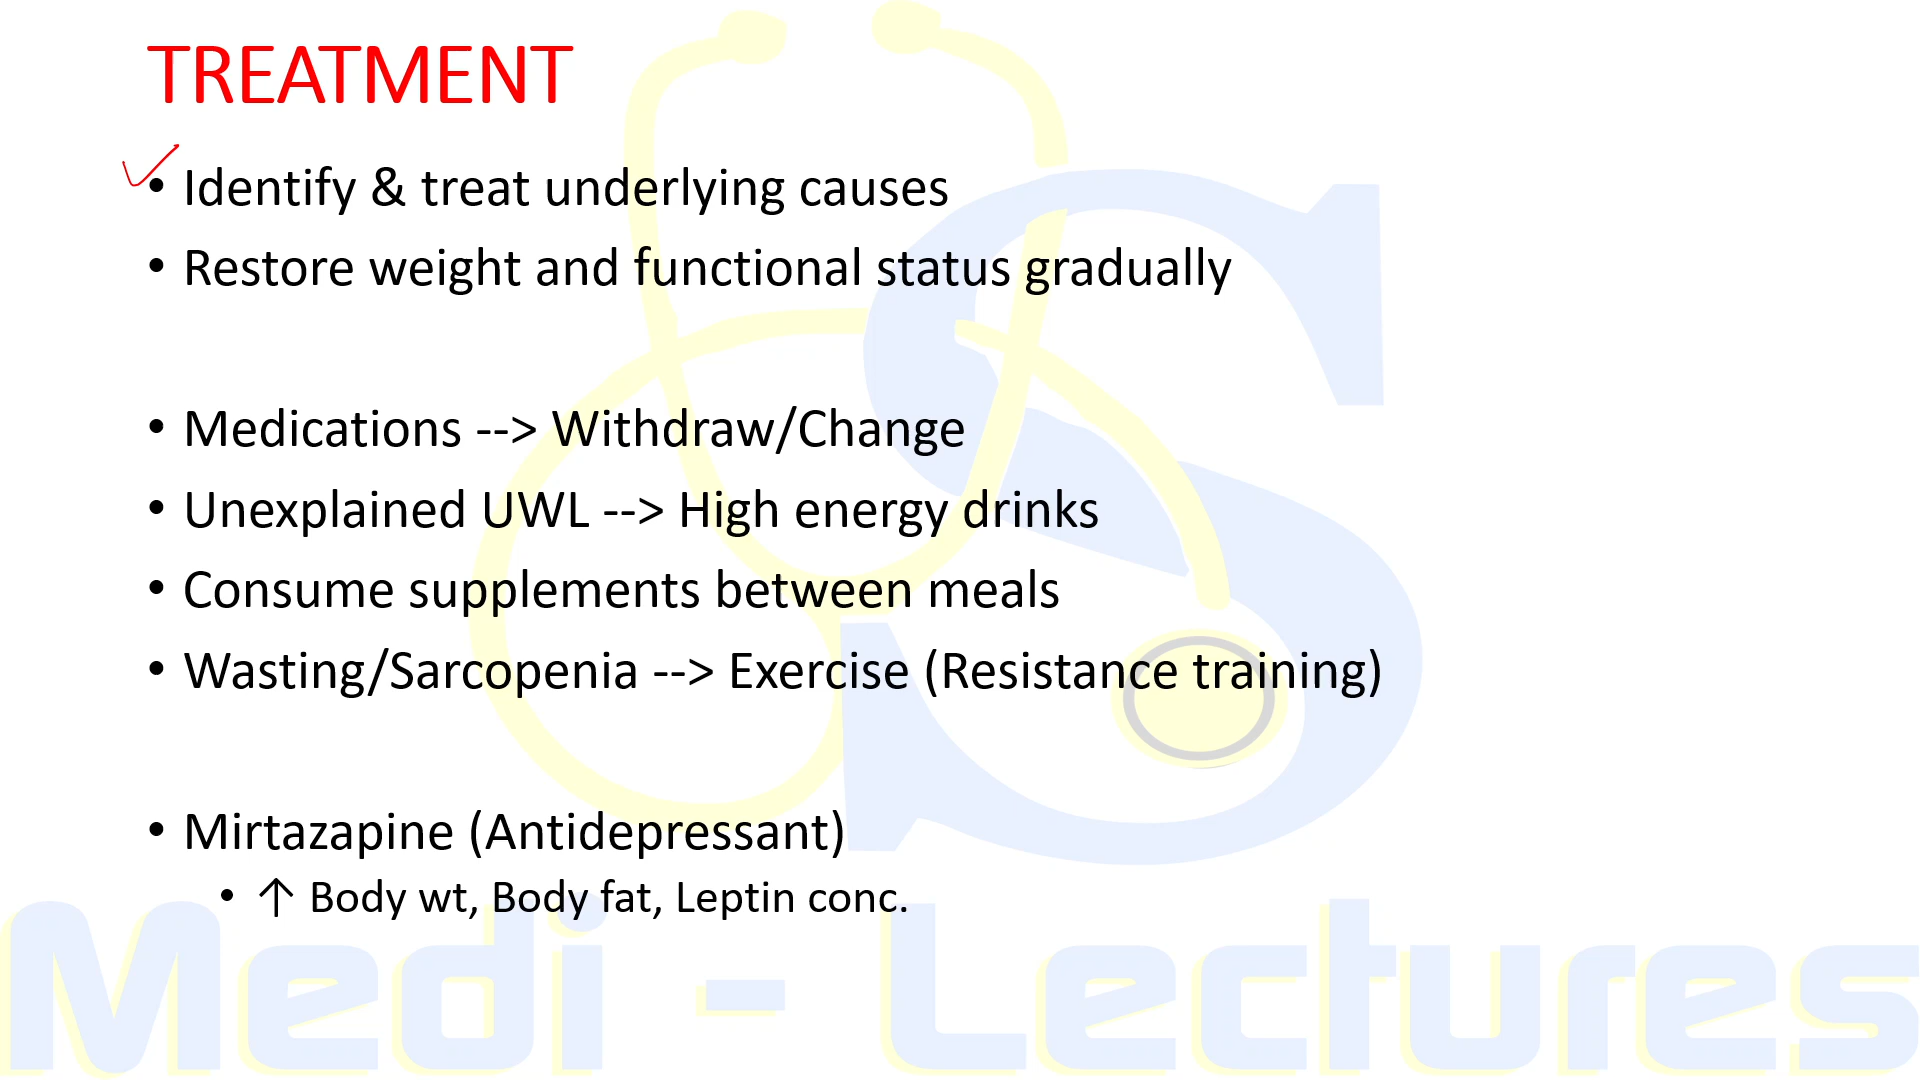 TREATMENT
• Identify & treat underlying causes
• Restore weight and functional status gradually
• Medications --> Withdraw/Change
• Unexplained UWL --> High energy drinks
• Consume supplements between meals
• Wasting/Sarcopenia --> Exercise (Resistance training)
• Mirtazapine (Antidepressant)
• ↑ Body wt, Body fat, Leptin conc.
S
Medi - Lectures